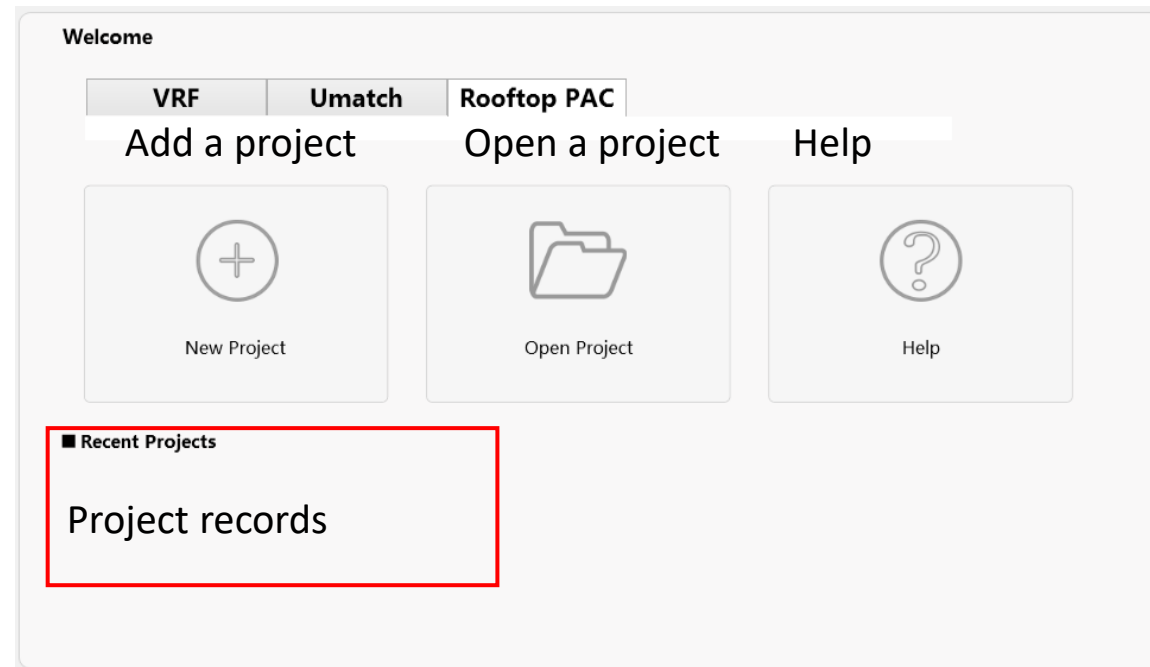 Welcome
VRF Umatch Rooftop PAC
Add a project Open a project Help
New Project Open Project Help
■ Recent Projects
Project records